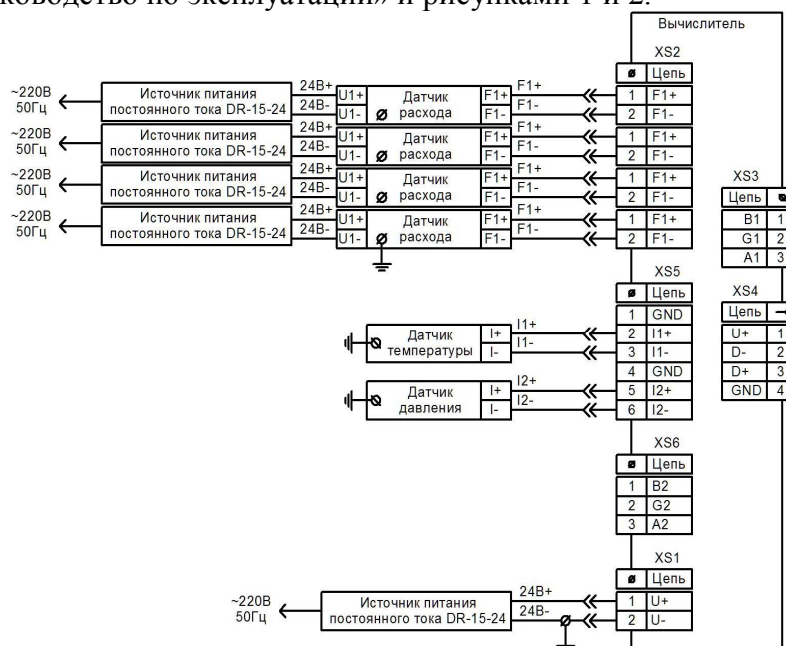 ководство по эксплуатации» и рисунками 1 и 2.
Вычислитель
XS2
Цепь
~220В
50Гц
Источник питания
постоянного тока DR-15-24
24В+
24В-
U1+
U1-
Датчик
расхода
F1+
F1-
F1+
F1-
1 F1+
2 F1-
~220В
50Гц
Источник питания
постоянного тока DR-15-24
24В+
24В-
U1+
U1-
Датчик
расхода
F1+
F1-
F1+
F1-
1 F1+
2 F1-
~220В
50Гц
Источник питания
постоянного тока DR-15-24
24В+
24В-
U1+
U1-
Датчик
расхода
F1+
F1-
F1+
F1-
1 F1+
2 F1-
~220В
50Гц
Источник питания
постоянного тока DR-15-24
24В+
24В-
U1+
U1-
Датчик
расхода
F1+
F1-
F1+
F1-
1 F1+
2 F1-
XS3
Цепь
B1 1
G1 2
A1 3
XS4
Цепь
U+ 1
D- 2
D+ 3
GND 4
XS5
Цепь
1 GND
2 I1+
3 I1-
4 GND
5 I2+
6 I2-
Датчик
температуры
I+
I-
I1+
I1-
Датчик
давления
I+
I-
I2+
I2-
XS6
Цепь
1 B2
2 G2
3 A2
XS1
Цепь
1 U+
2 U-
~220В
50Гц
Источник питания
постоянного тока DR-15-24
24В+
24В-